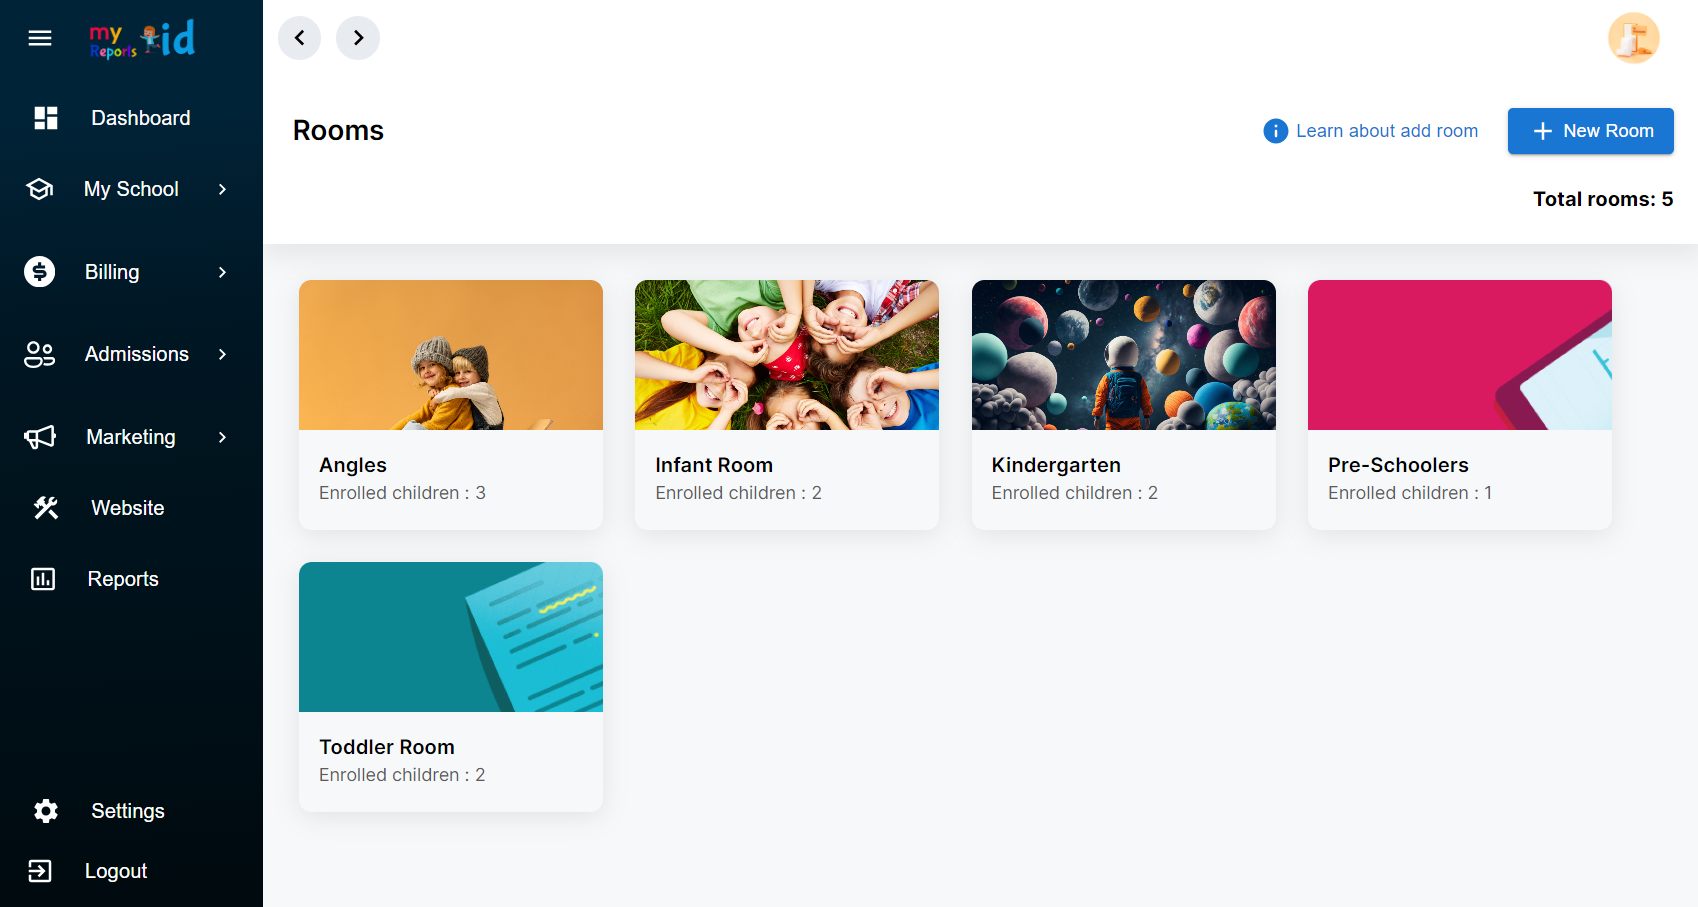 my
Reports
id
Dashboard
My School
Billing
Admissions
Marketing
Website
Reports
Settings
Logout
Rooms
Learn about add room
New Room
Total rooms: 5
Angles
Enrolled children : 3
Infant Room
Enrolled children : 2
Kindergarten
Enrolled children : 2
Pre-Schoolers
Enrolled children : 1
Toddler Room
Enrolled children : 2